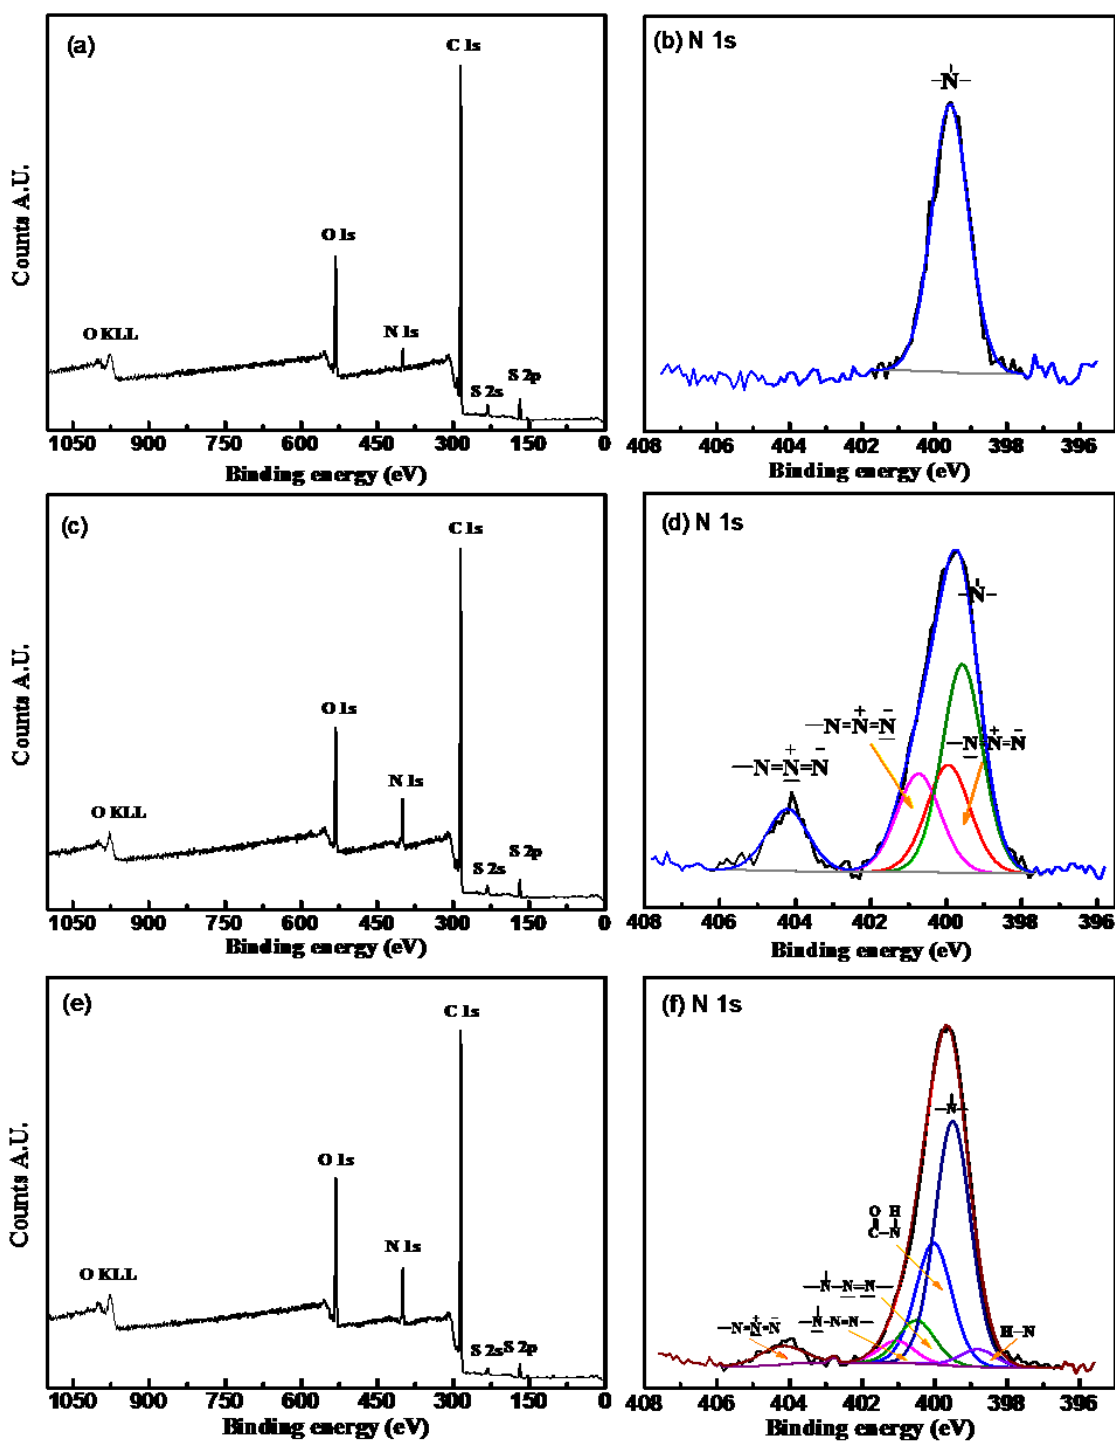 (a)
C 1s
O 1s
N 1s
O KLL
S 2s
S 2p
Counts A.U.
1050 900 750 600 450 300 150 0
Binding energy (eV)
(b) N 1s
–N–
408 406 404 402 400 398 396
Binding energy (eV)
(c)
C 1s
O 1s
N 1s
O KLL
S 2s
S 2p
Counts A.U.
1050 900 750 600 450 300 150 0
Binding energy (eV)
(d) N 1s
–N–
+ –
—N=N=N
+ –
—N=N=N
+ –
—N=N=N
408 406 404 402 400 398 396
Binding energy (eV)
(e)
C 1s
O 1s
N 1s
O KLL
S 2s
S 2p
Counts A.U.
1050 900 750 600 450 300 150 0
Binding energy (eV)
(f) N 1s
—N—
O H
C–N
—N—N=N—
—N–N=N—
+ –
—N=N=N
H–N
408 406 404 402 400 398
Binding energy (eV)